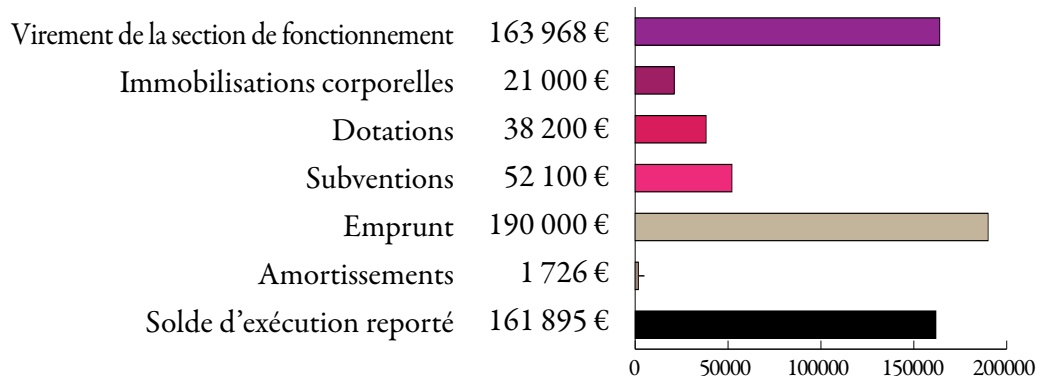 Virement de la section de fonctionnement 163 968 €
Immobilisations corporelles 21 000 €
Dotations 38 200 €
Subventions 52 100 €
Emprunt 190 000 €
Amortissements 1 726 €
Solde d’exécution reporté 161 895 €
0 50000 100000 150000 200000